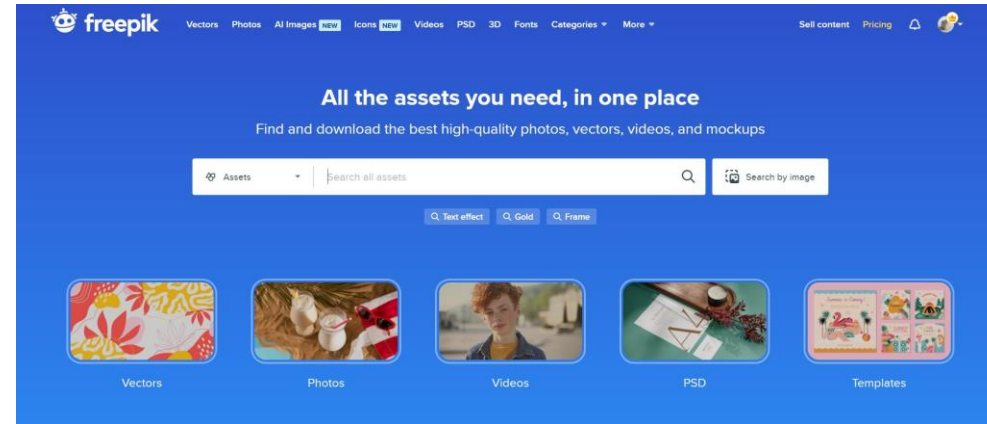 freepik Vectors Photos AI Images NEW Icons NEW Videos PSD 3D Fonts Categories More Sell content Pricing
All the assets you need, in one place
Find and download the best high-quality photos, vectors, videos, and mockups
Assets Search all assets Search by image
Text effect Gold Frame
Vectors Photos Videos PSD Templates